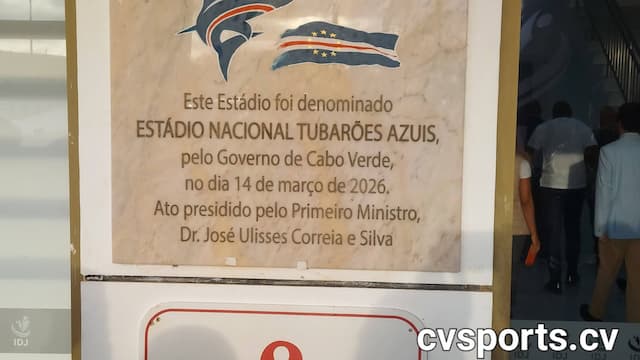 Este Estádio foi denominado
ESTÁDIO NACIONAL TUBARÕES AZUIS,
pelo Governo de Cabo Verde,
no dia 14 de março de 2026.
Ato presidido pelo Primeiro Ministro,
Dr. José Ulisses Correia e Silva
IDJ
IDJ
cvsports.cv